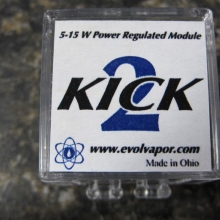 5-15 W Power Regulated Module
KICK
2
www.evolvapor.com
Made in Ohio